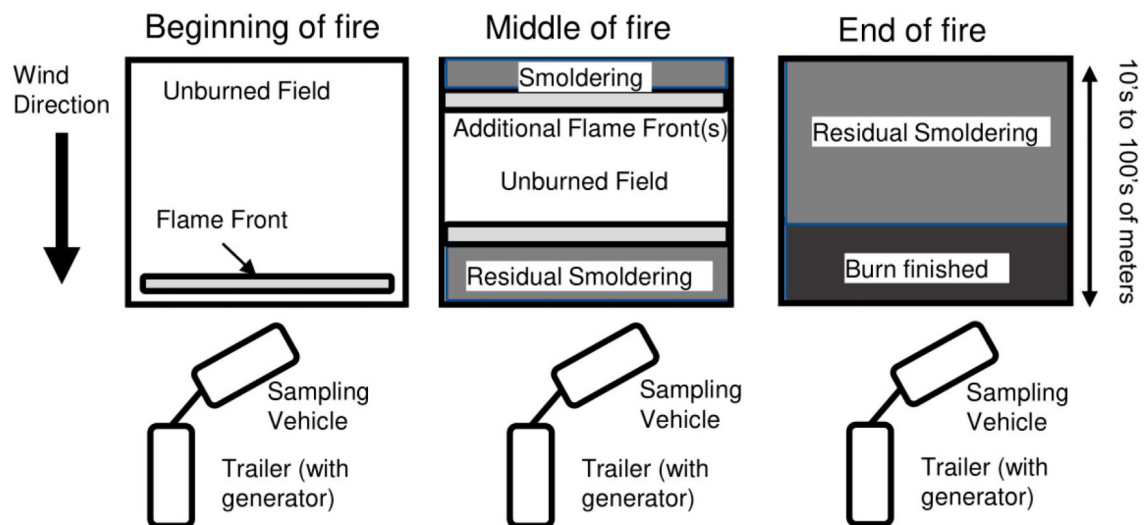 Beginning of fire
Middle of fire
End of fire
Wind
Direction
Unburned Field
Flame Front
Smoldering
Additional Flame Front(s)
Unburned Field
Residual Smoldering
Residual Smoldering
Burn finished
10's to 100's of meters
Sampling
Vehicle
Trailer (with
generator)
Sampling
Vehicle
Trailer (with
generator)
Sampling
Vehicle
Trailer (with
generator)